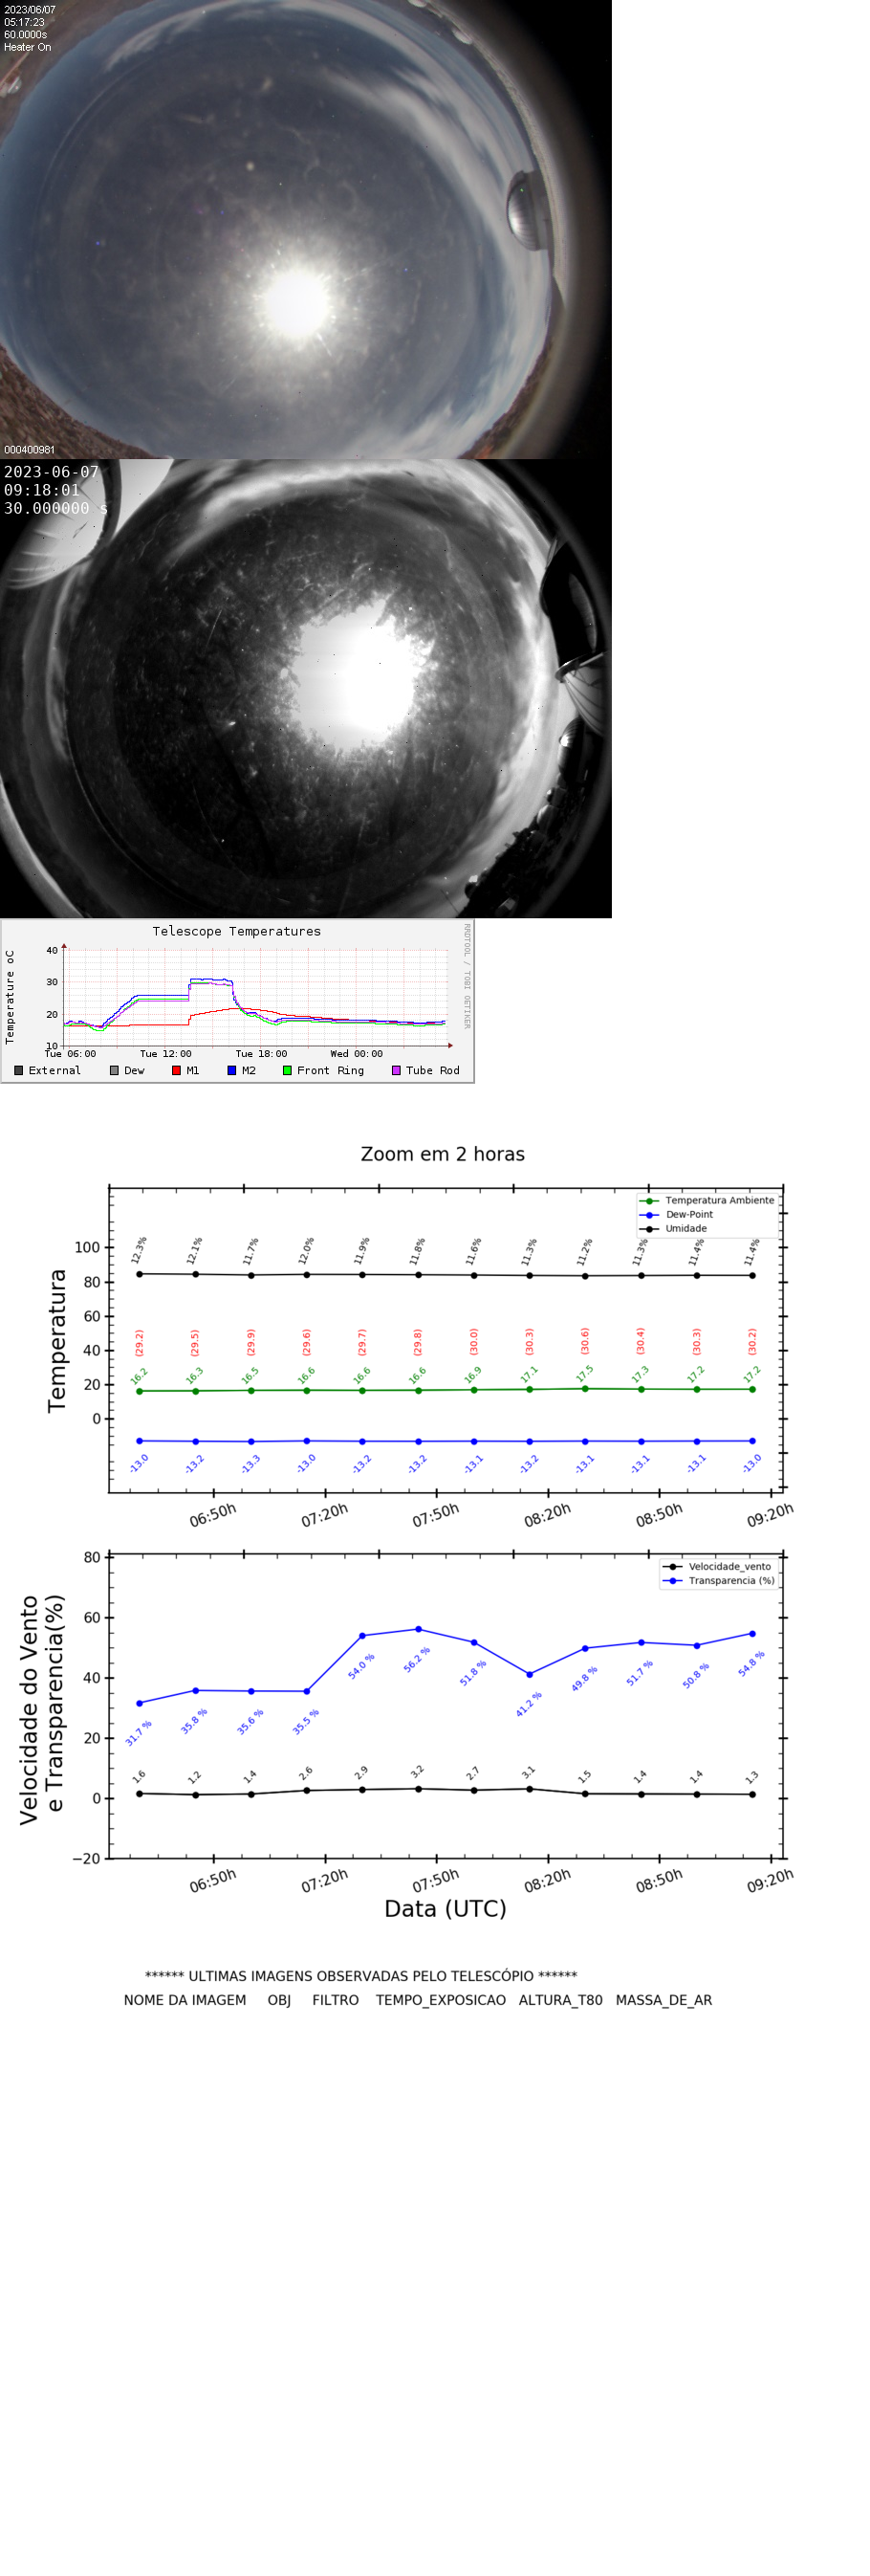 2023/06/07
05:17:23
60.0000s
Heater On
000400981
2023-06-07
09:18:01
30.000000 s
Telescope Temperatures
RRDTOOL / TOBI OETIKER
Temperature oC
40
30
20
10
Tue 06:00 Tue 12:00 Tue 18:00 Wed 00:00
External Dew M1 M2 Front Ring Tube Rod
Zoom em 2 horas
Temperatura Ambiente
Dew-Point
Umidade
Temperatura
100
80
60
40
20
0
12.3% 12.1% 11.7% 12.0% 11.9% 11.8% 11.6% 11.3% 11.2% 11.3% 11.4% 11.4%
(29.2) (29.5) (29.9) (29.6) (29.7) (29.8) (30.0) (30.3) (30.6) (30.4) (30.3) (30.2)
16.2 16.3 16.5 16.6 16.6 16.6 16.9 17.1 17.5 17.3 17.2 17.2
-13.0 -13.2 -13.3 -13.0 -13.2 -13.2 -13.1 -13.2 -13.1 -13.1 -13.1 -13.0
06:50h 07:20h 07:50h 08:20h 08:50h 09:20h
Velocidade_vento
Transparencia (%)
Velocidade do Vento
e Transparencia(%)
80
60
40
20
0
−20
31.7 % 35.8 % 35.6 % 35.5 % 54.0 % 56.2 % 51.8 % 41.2 % 49.8 % 51.7 % 50.8 % 54.8 %
1.6 1.2 1.4 2.6 2.9 3.2 2.7 3.1 1.5 1.4 1.4 1.3
06:50h 07:20h 07:50h 08:20h 08:50h 09:20h
Data (UTC)
****** ULTIMAS IMAGENS OBSERVADAS PELO TELESCÓPIO ******
NOME DA IMAGEM OBJ FILTRO TEMPO_EXPOSICAO ALTURA_T80 MASSA_DE_AR